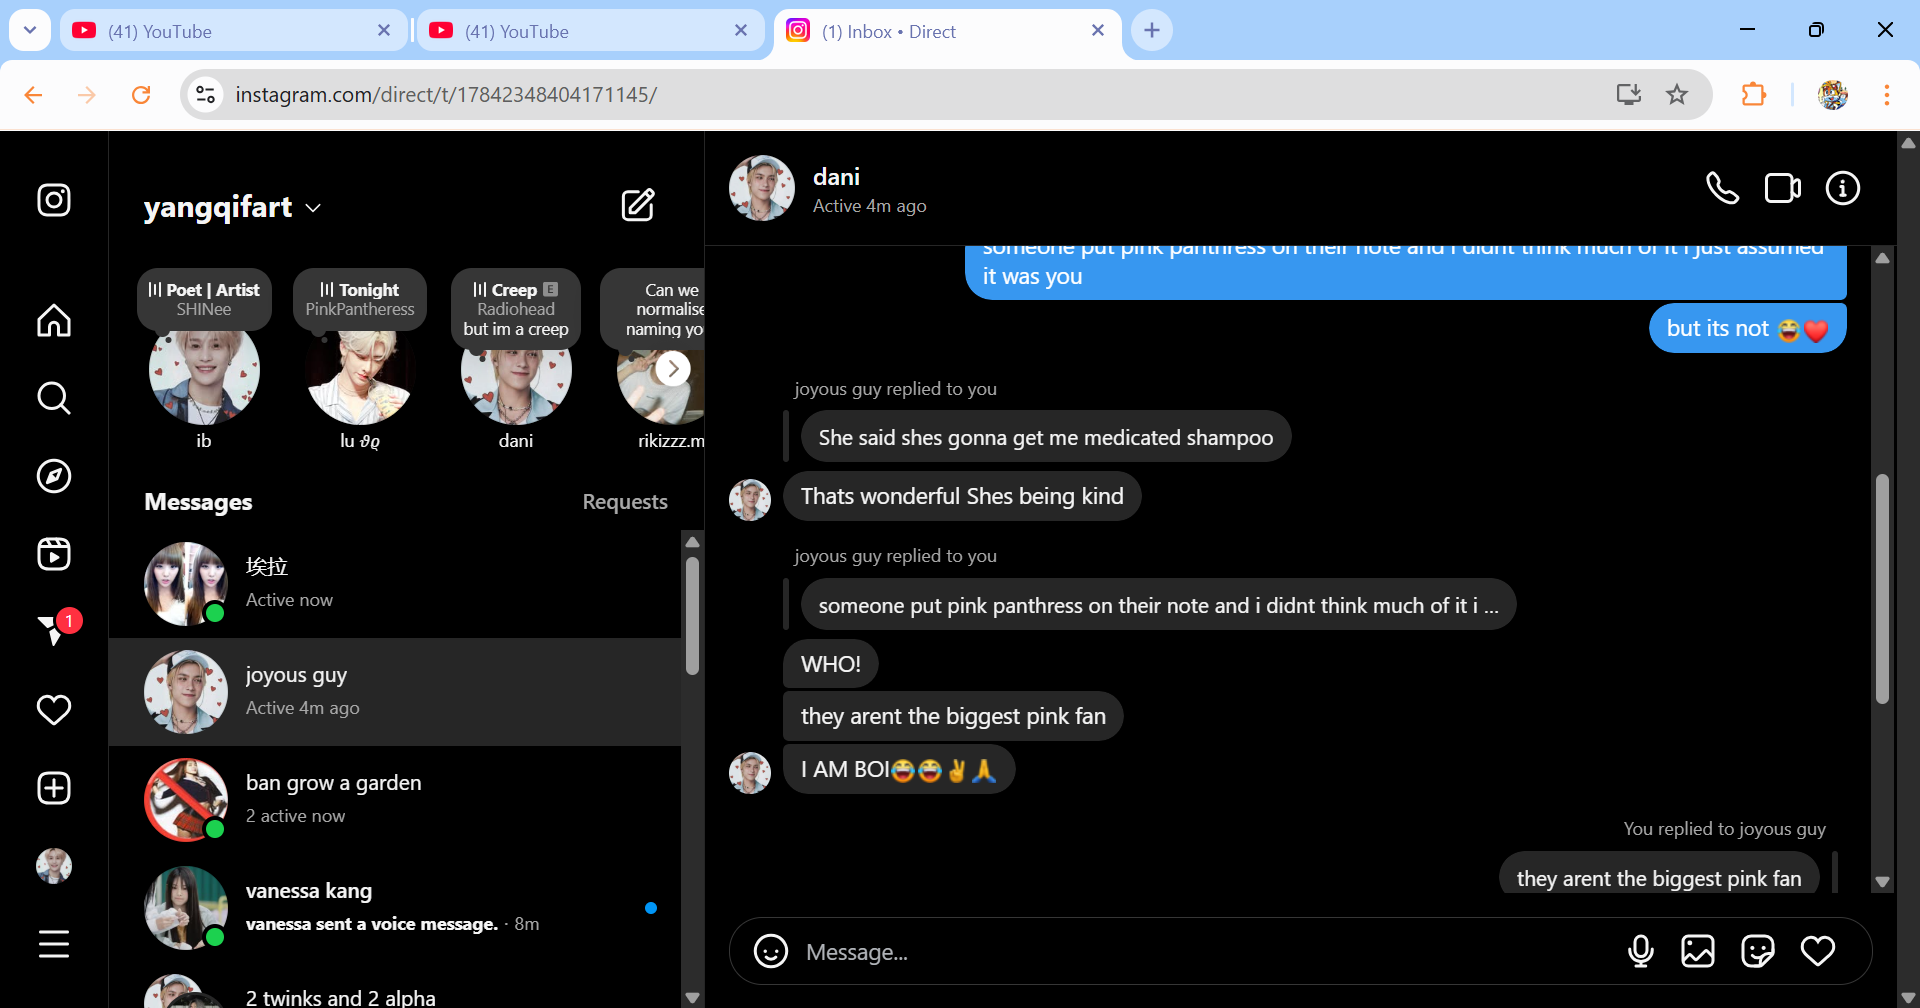 (41) YouTube
(41) YouTube
(1) Inbox • Direct
instagram.com/direct/t/17842348404171145/
yangqifart
Poet | Artist
SHINee
ib
Tonight
PinkPantheress
lu 𝜗𝜚
Creep E
Radiohead
but im a creep
dani
Can we
normalise
naming yo
rikizzz.m
Messages
Requests
埃拉
Active now
1
joyous guy
Active 4m ago
ban grow a garden
2 active now
vanessa kang
vanessa sent a voice message. · 8m
2 twinks and 2 alpha
dani
Active 4m ago
someone put pink panthress on their note and i didnt think much of it i just assumed
it was you
but its not 😂❤️
joyous guy replied to you
She said shes gonna get me medicated shampoo
Thats wonderful Shes being kind
joyous guy replied to you
someone put pink panthress on their note and i didnt think much of it i ...
WHO!
they arent the biggest pink fan
I AM BOI😂😂✌️🙏
You replied to joyous guy
they arent the biggest pink fan
Message...